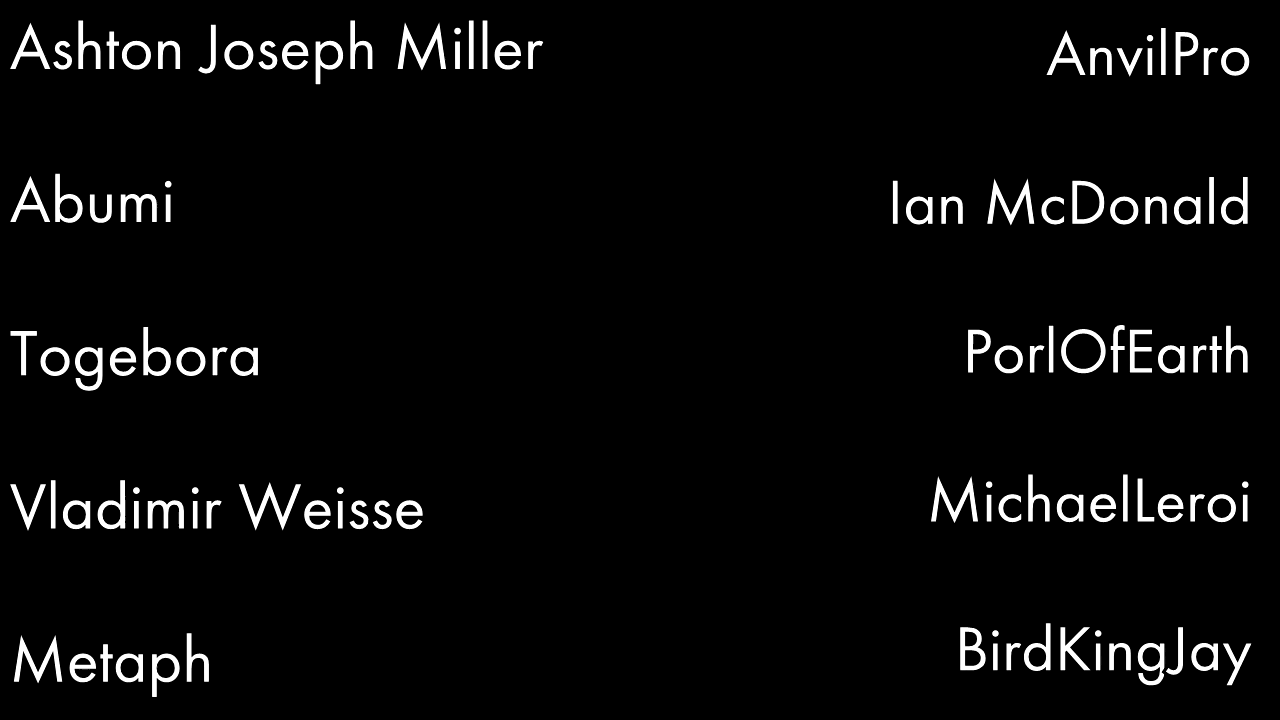 Ashton Joseph Miller
Abumi
Togebora
Vladimir Weisse
Metaph
AnvilPro
Ian McDonald
PorlOfEarth
MichaelLeroi
BirdKingJay